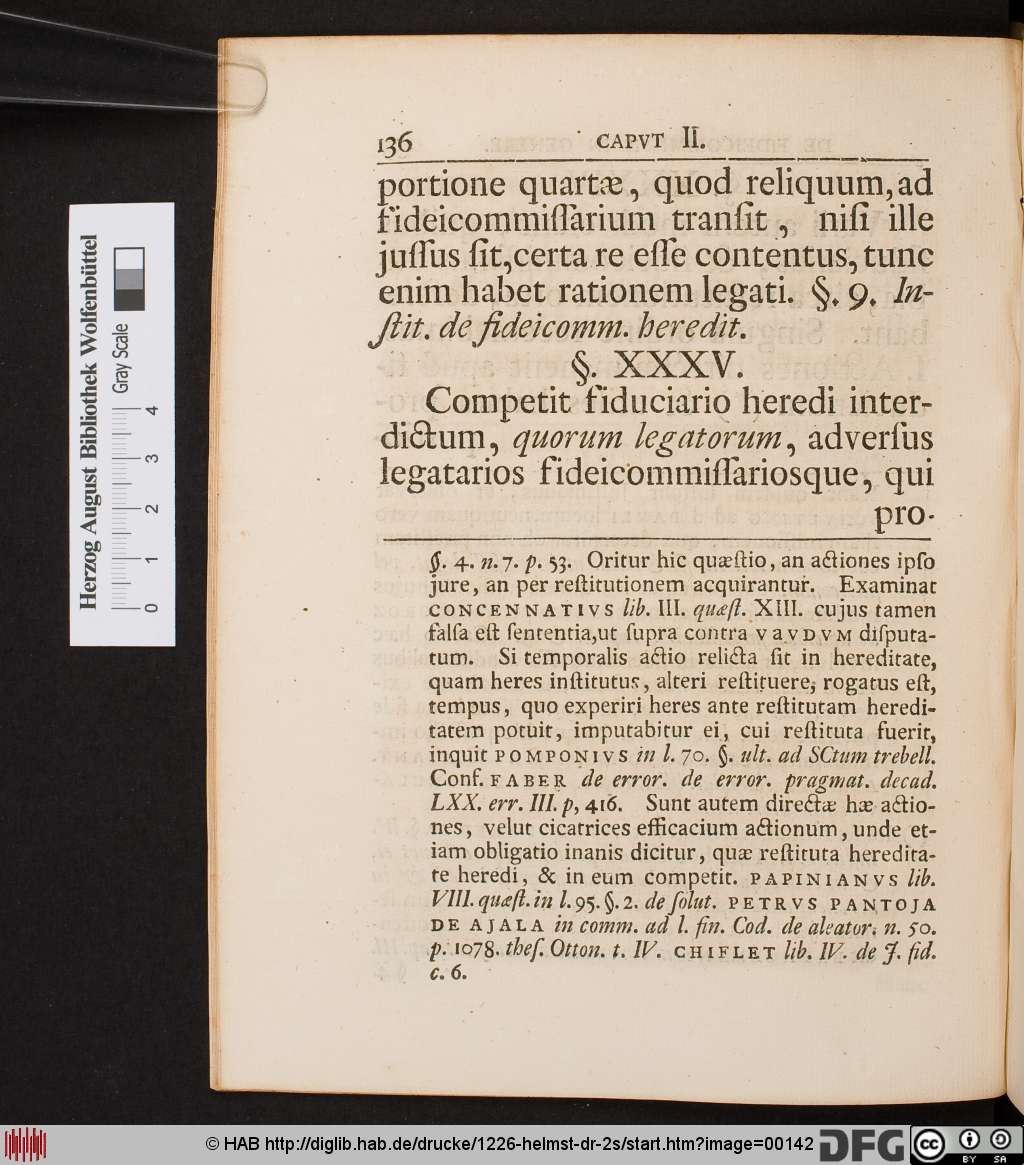 136 CAPVT II.
portione quartæ, quod reliquum, ad
fideicommiſſarium tranſit, niſi ille
juſſus ſit, certa re eſſe contentus, tunc
enim habet rationem legati. §. 9. In-
ſtit. de fideicomm. heredit.
§. XXXV.
Competit fiduciario heredi inter-
dictum, quorum legatorum, adverſus
legatarios fideicommiſſariosque, qui
pro-
§. 4. n. 7. p. 53. Oritur hic quæſtio, an actiones ipſo
jure, an per reſtitutionem acquirantur. Examinat
CONCENNATIVS lib. III. quæſt. XIII. cujus tamen
falſa eſt ſententia, ut ſupra contra VAVDVM diſputa-
tum. Si temporalis actio relicta ſit in hereditate,
quam heres inſtitutus, alteri reſtituere, rogatus eſt,
tempus, quo experiri heres ante reſtitutam heredi-
tatem potuit, imputabitur ei, cui reſtituta fuerit,
inquit POMPONIVS in l. 70. §. ult. ad SCtum trebell.
Conf. FABER de error. de error. pragmat. decad.
LXX. err. III. p, 416. Sunt autem directæ hæ actio-
nes, velut cicatrices efficacium actionum, unde et-
iam obligatio inanis dicitur, quæ reſtituta heredita-
te heredi, & in eum competit. PAPINIANVS lib.
VIII. quæſt. in l. 95. §. 2. de ſolut. PETRVS PANTOJA
DE AJALA in comm. ad l. fin. Cod. de aleator. n. 50.
p. 1078. theſ. Otton. t. IV. CHIFLET lib. IV. de J. fid.
c. 6.
Herzog August Bibliothek Wolfenbüttel
Gray Scale
0 1 2 3 4
© HAB http://diglib.hab.de/drucke/1226-helmst-dr-2s/start.htm?image=00142
DFG
cc BY SA